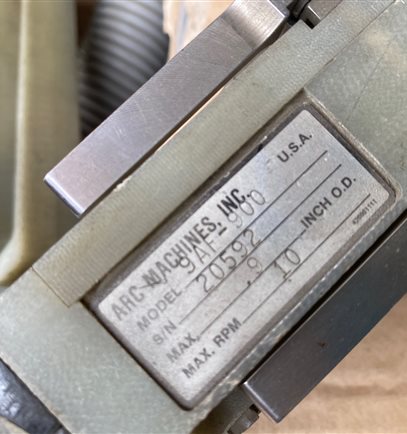 ARC MACHINES, INC. U.S.A.
MODEL 9AF-900
S/N 20592
MAX. 9 INCH O.D.
MAX. RPM 10